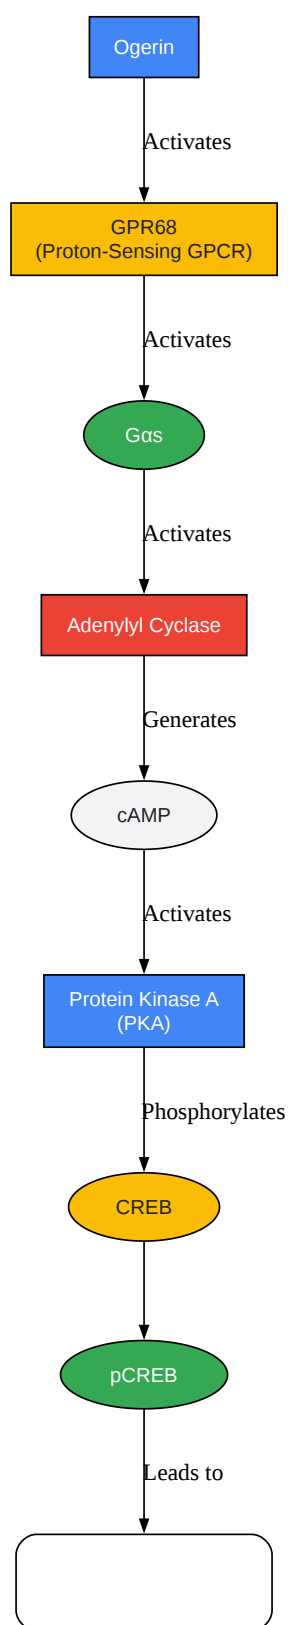 Ogerin
Activates
GPR68
(Proton-Sensing GPCR)
Activates
Gαs
Activates
Adenylyl Cyclase
Generates
cAMP
Activates
Protein Kinase A
(PKA)
Phosphorylates
CREB
pCREB
Leads to